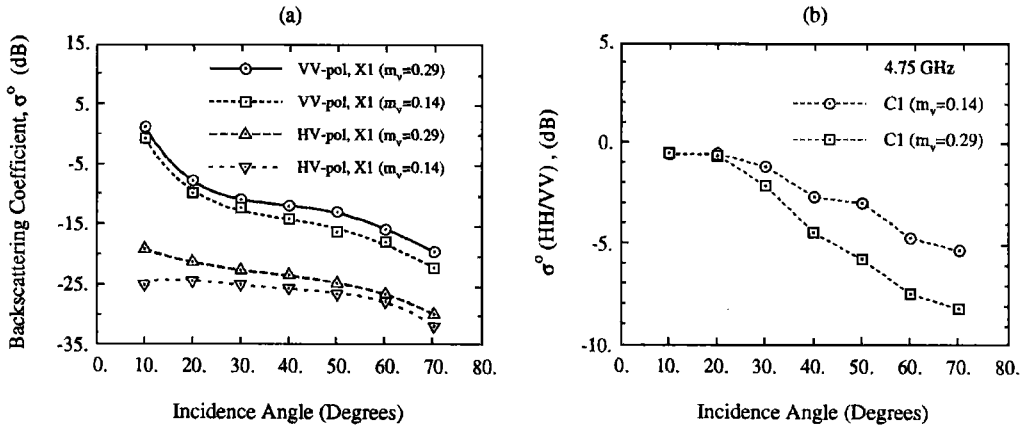 (a)
Backscattering Coefficient, σ° (dB)
15.
5.
-5.
-15.
-25.
-35.
VV-pol, X1 (mᵥ=0.29)
VV-pol, X1 (mᵥ=0.14)
HV-pol, X1 (mᵥ=0.29)
HV-pol, X1 (mᵥ=0.14)
0. 10. 20. 30. 40. 50. 60. 70. 80.
Incidence Angle (Degrees)
(b)
σ° (HH/VV) , (dB)
5.
0.
-5.
-10.
4.75 GHz
C1 (mᵥ=0.14)
C1 (mᵥ=0.29)
0. 10. 20. 30. 40. 50. 60. 70. 80.
Incidence Angle (Degrees)